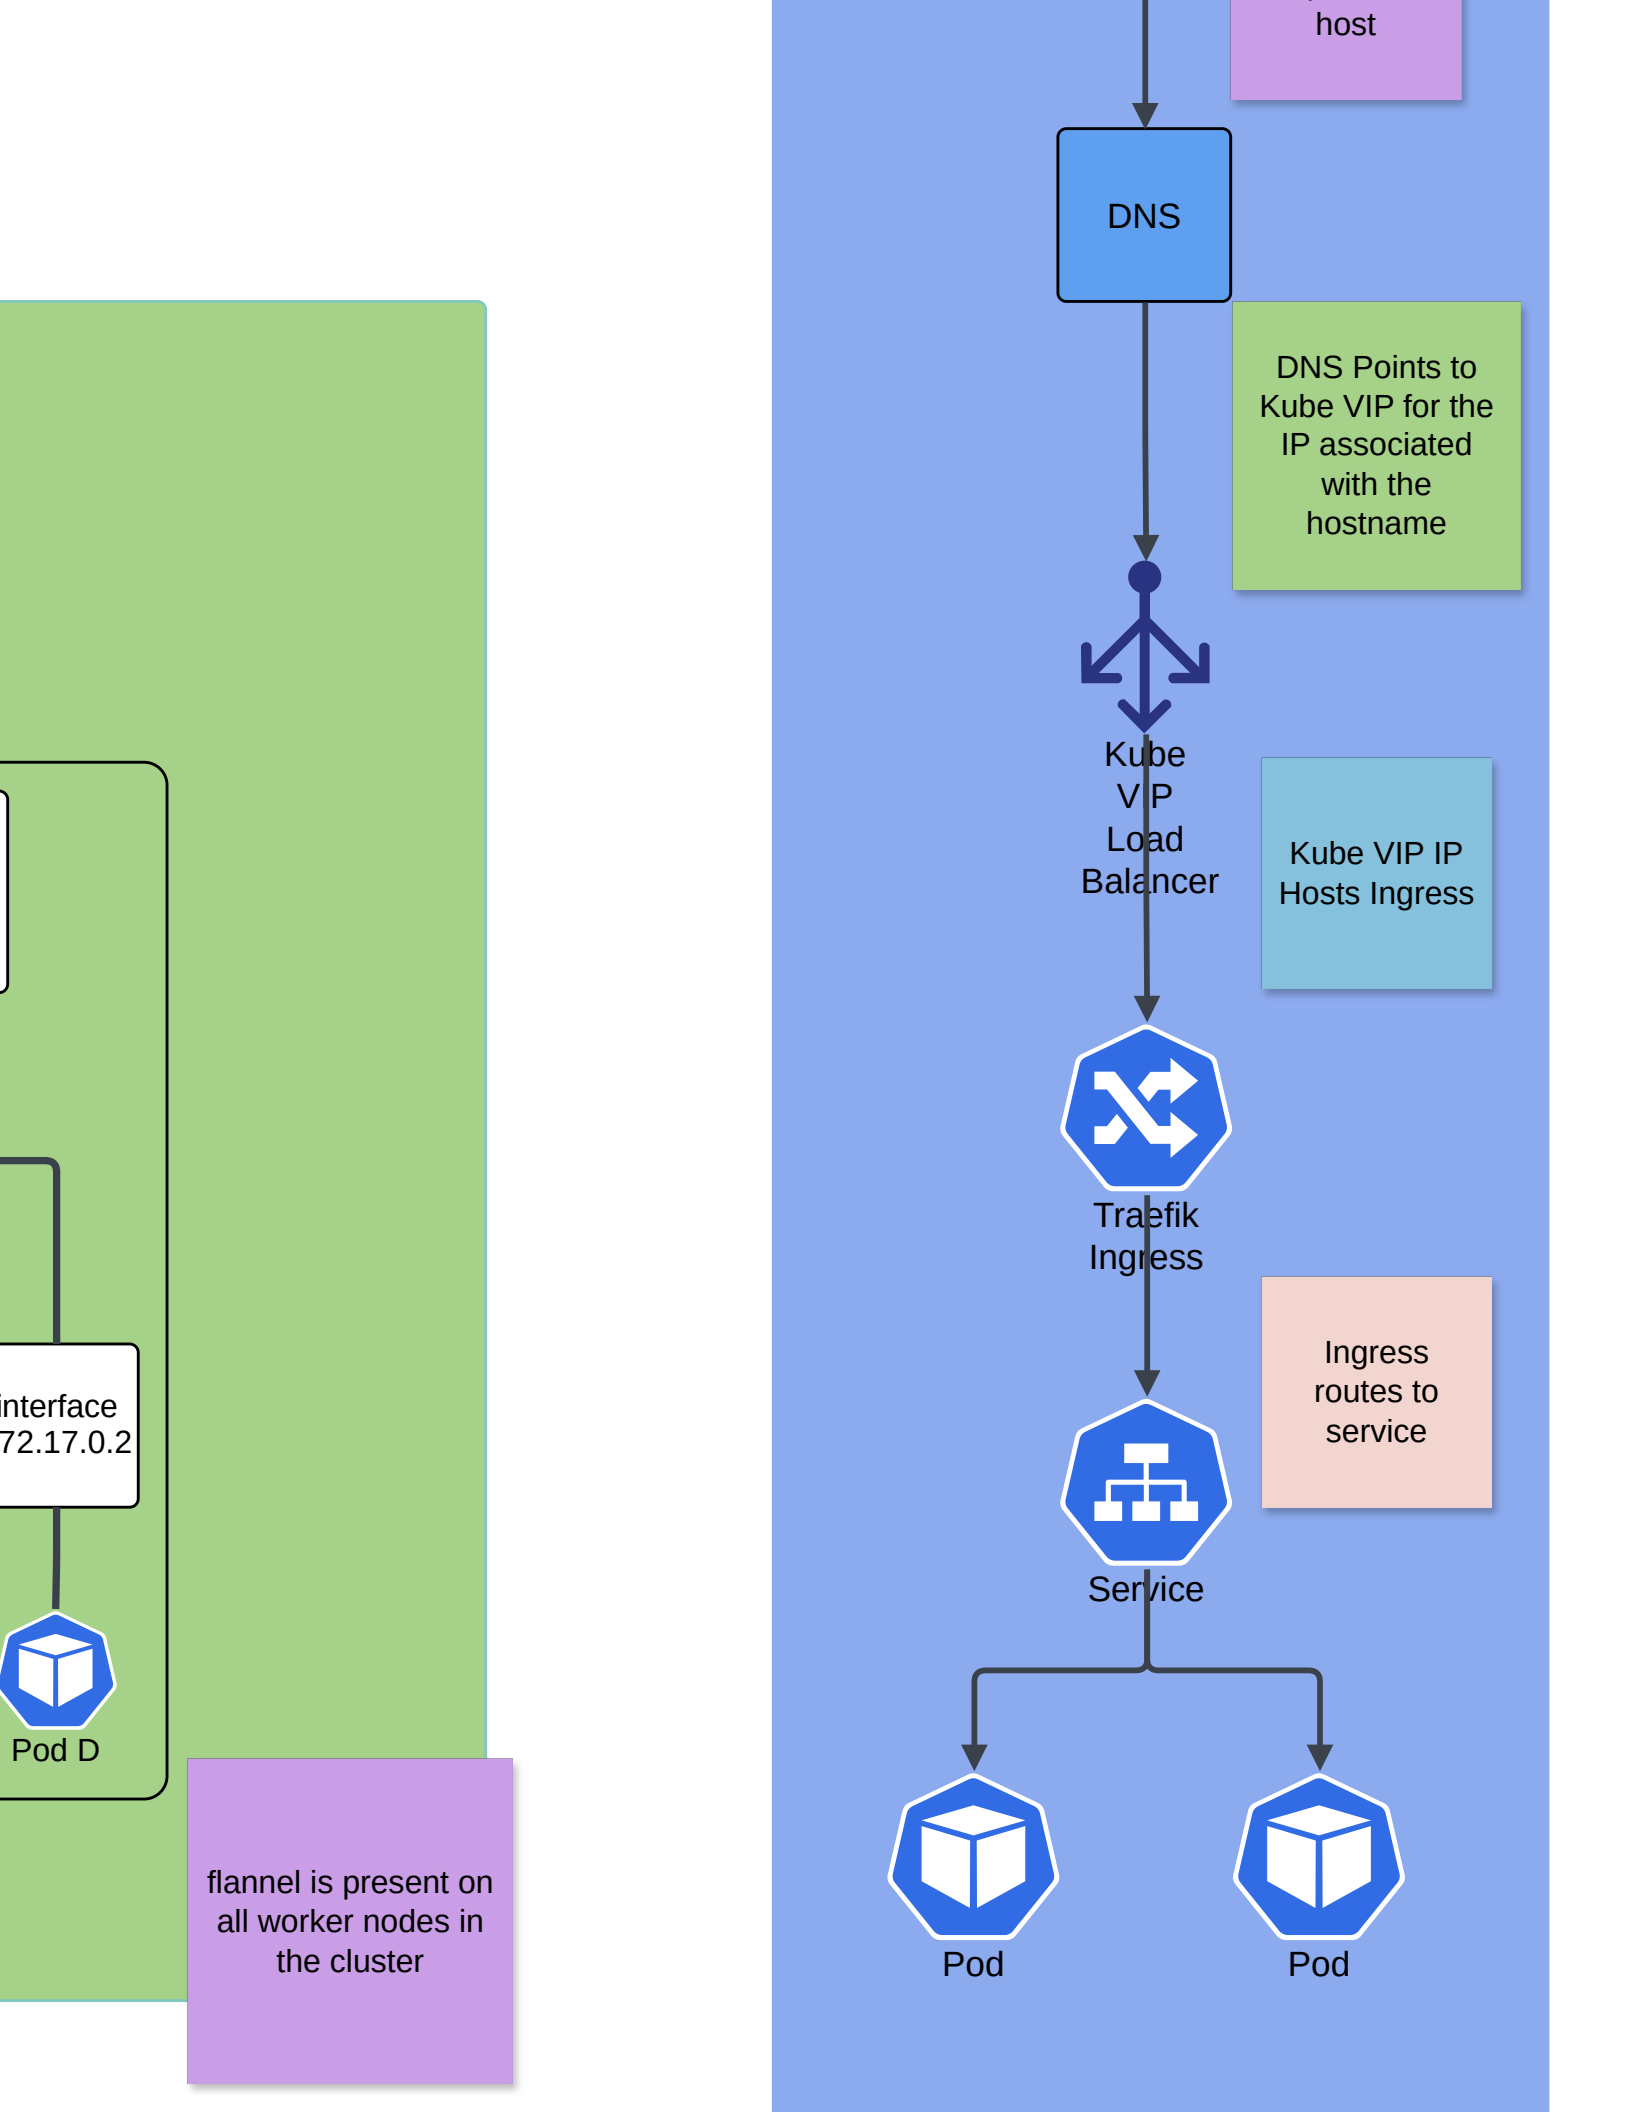 host
DNS
DNS Points to
Kube VIP for the
IP associated
with the
hostname
Kube
VIP
Load
Balancer
Kube VIP IP
Hosts Ingress
Traefik
Ingress
Ingress
routes to
service
Service
Pod
Pod
interface
72.17.0.2
Pod D
flannel is present on
all worker nodes in
the cluster